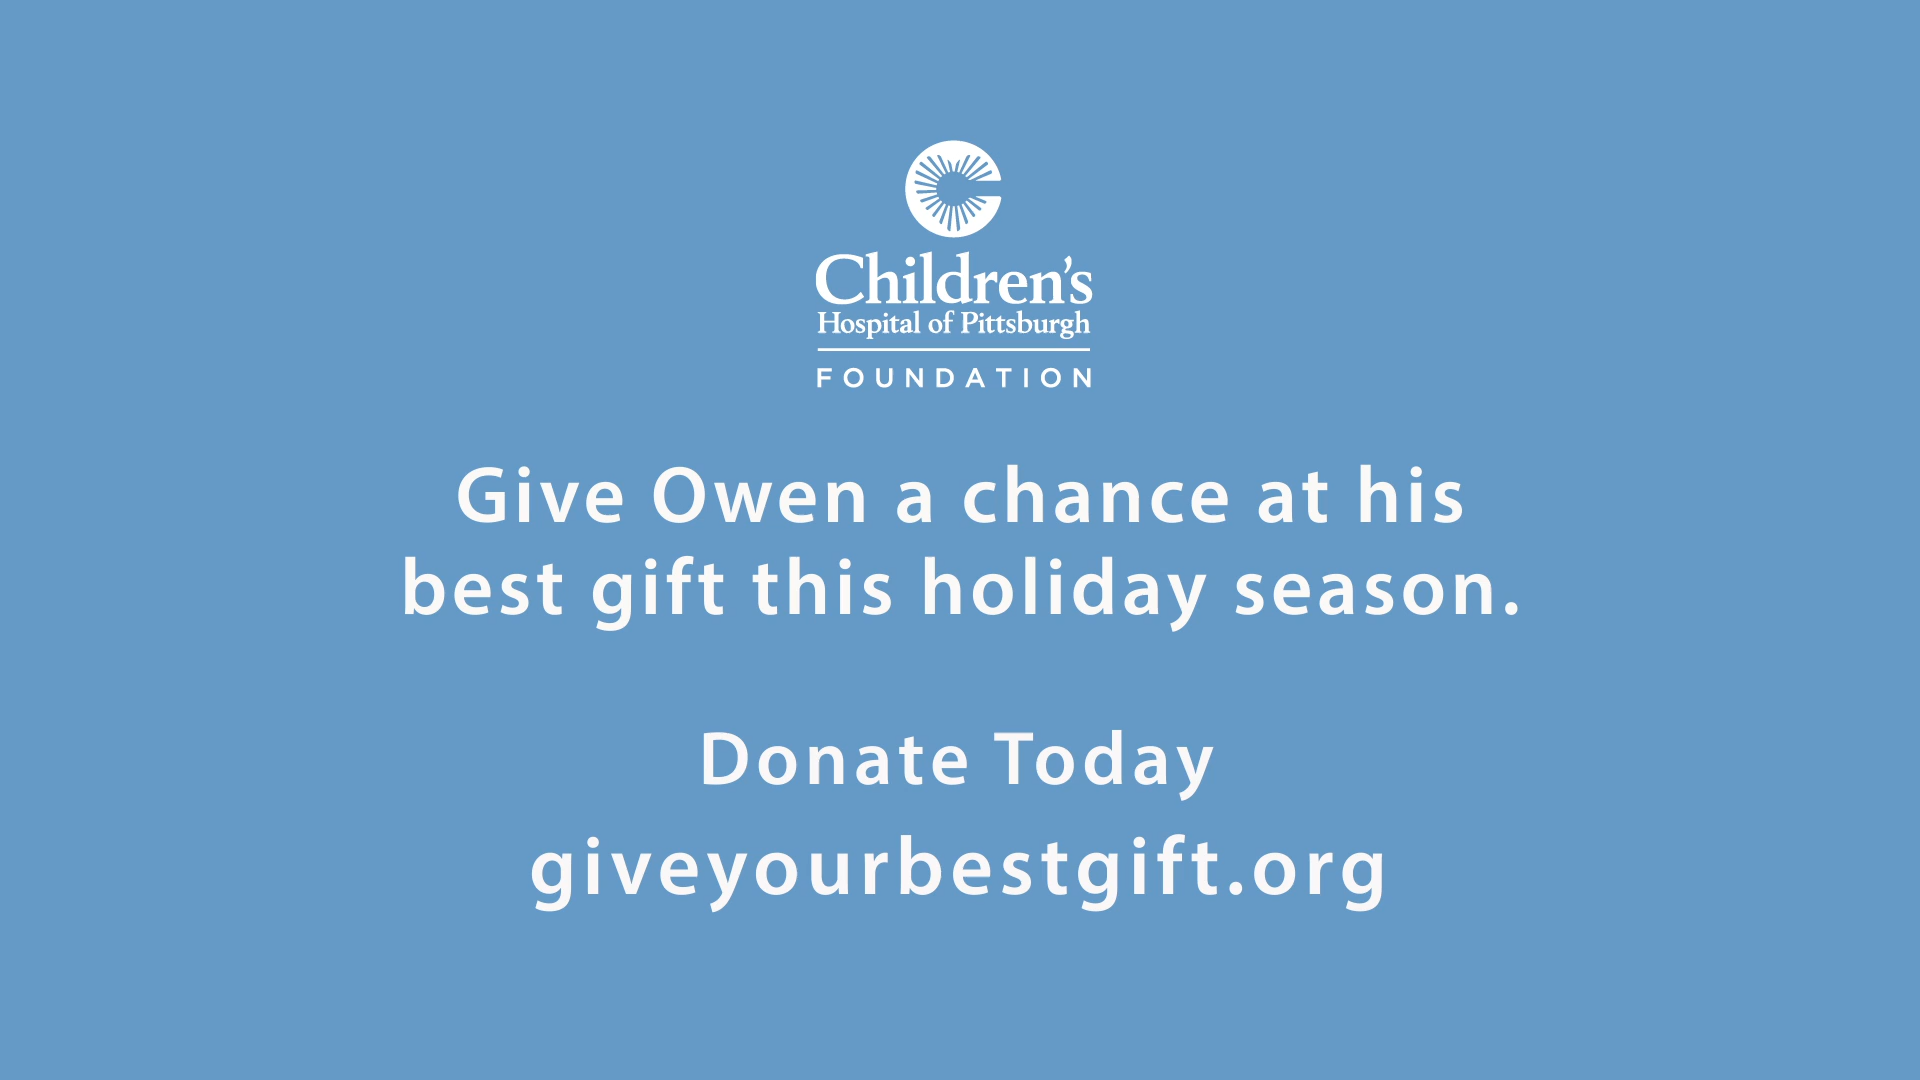 Children's
Hospital of Pittsburgh
FOUNDATION
Give Owen a chance at his
best gift this holiday season.
Donate Today
giveyourbestgift.org